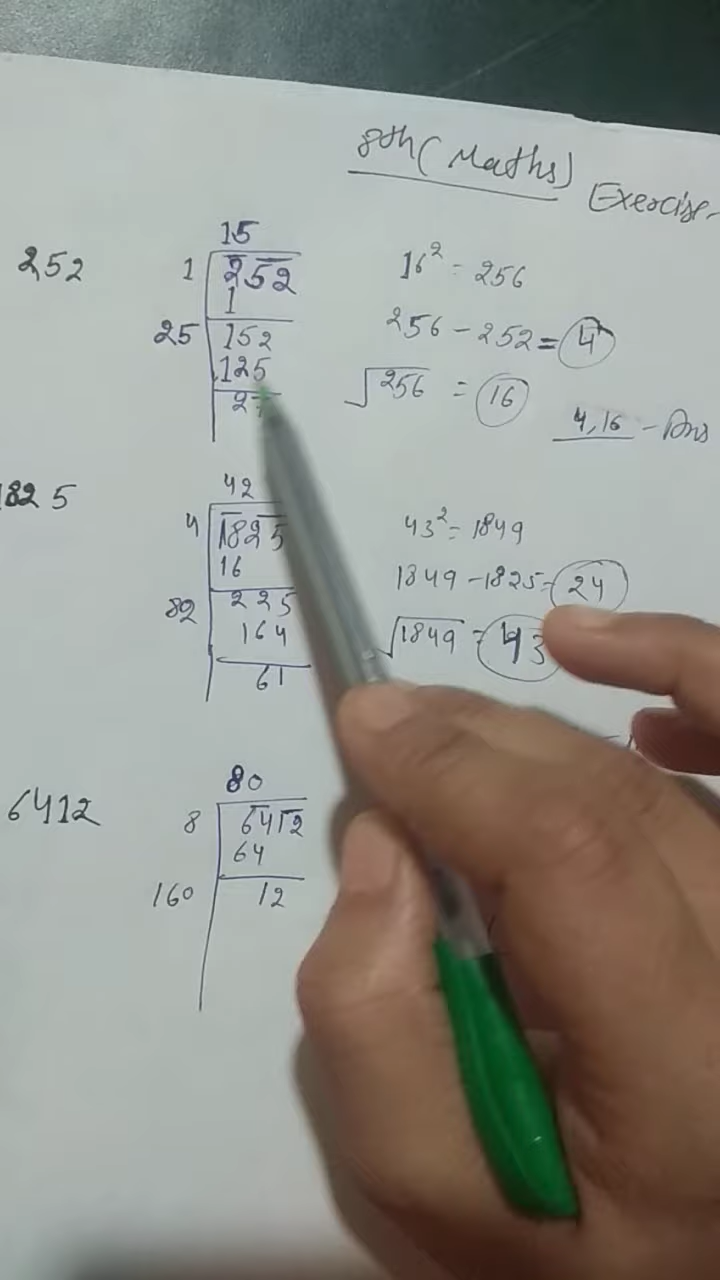 8th (Maths)
Exercise-
252
15
1 252
1
25 152
125
27
16² = 256
256 - 252 = 4
√256 = 16
4,16 - Ans
1825
42
4 1825
16
82 225
164
61
43² = 1849
1849 - 1825 = 24
√1849 = 43
6412
80
8 6412
64
160 12